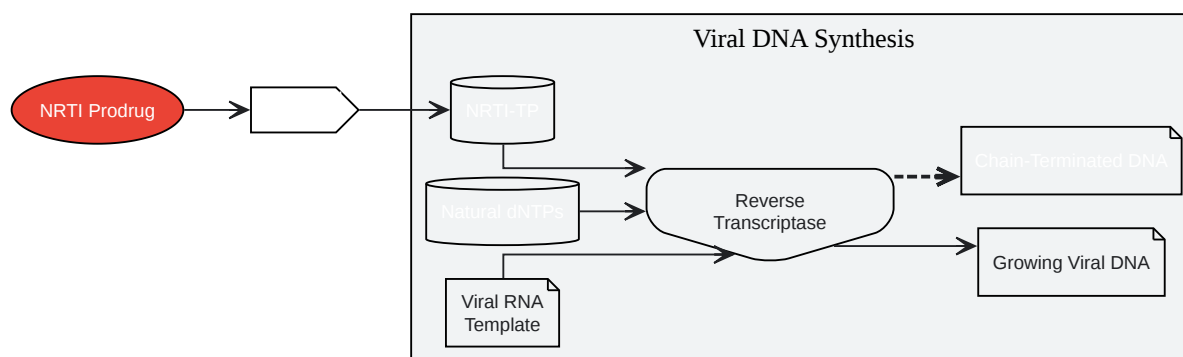 Viral DNA Synthesis
NRTI Prodrug
NRTI-TP
Natural dNTPs
Viral RNA
Template
Reverse
Transcriptase
Chain-Terminated DNA
Growing Viral DNA